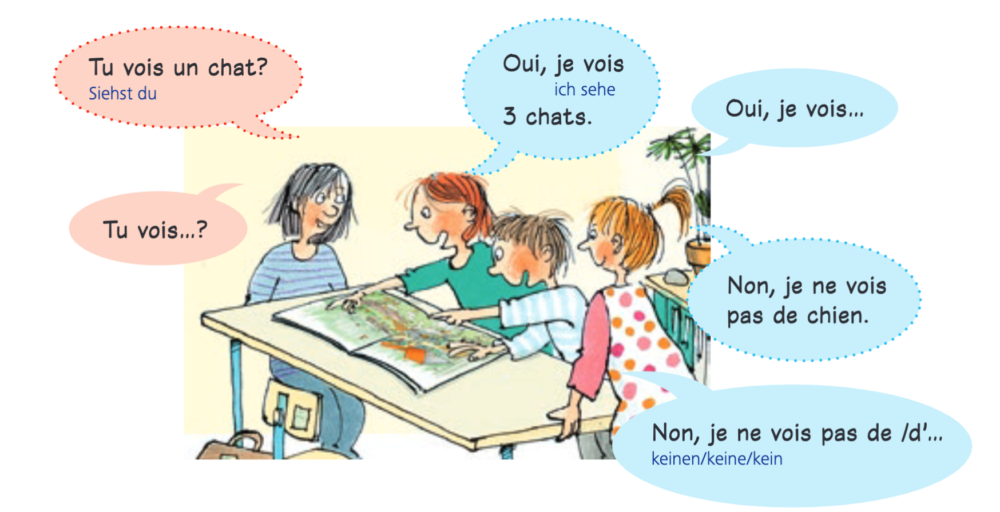 Tu vois un chat?
Siehst du
Oui, je vois
ich sehe
3 chats.
Oui, je vois...
Tu vois...?
Non, je ne vois
pas de chien.
Non, je ne vois pas de /d'...
keinen/keine/kein